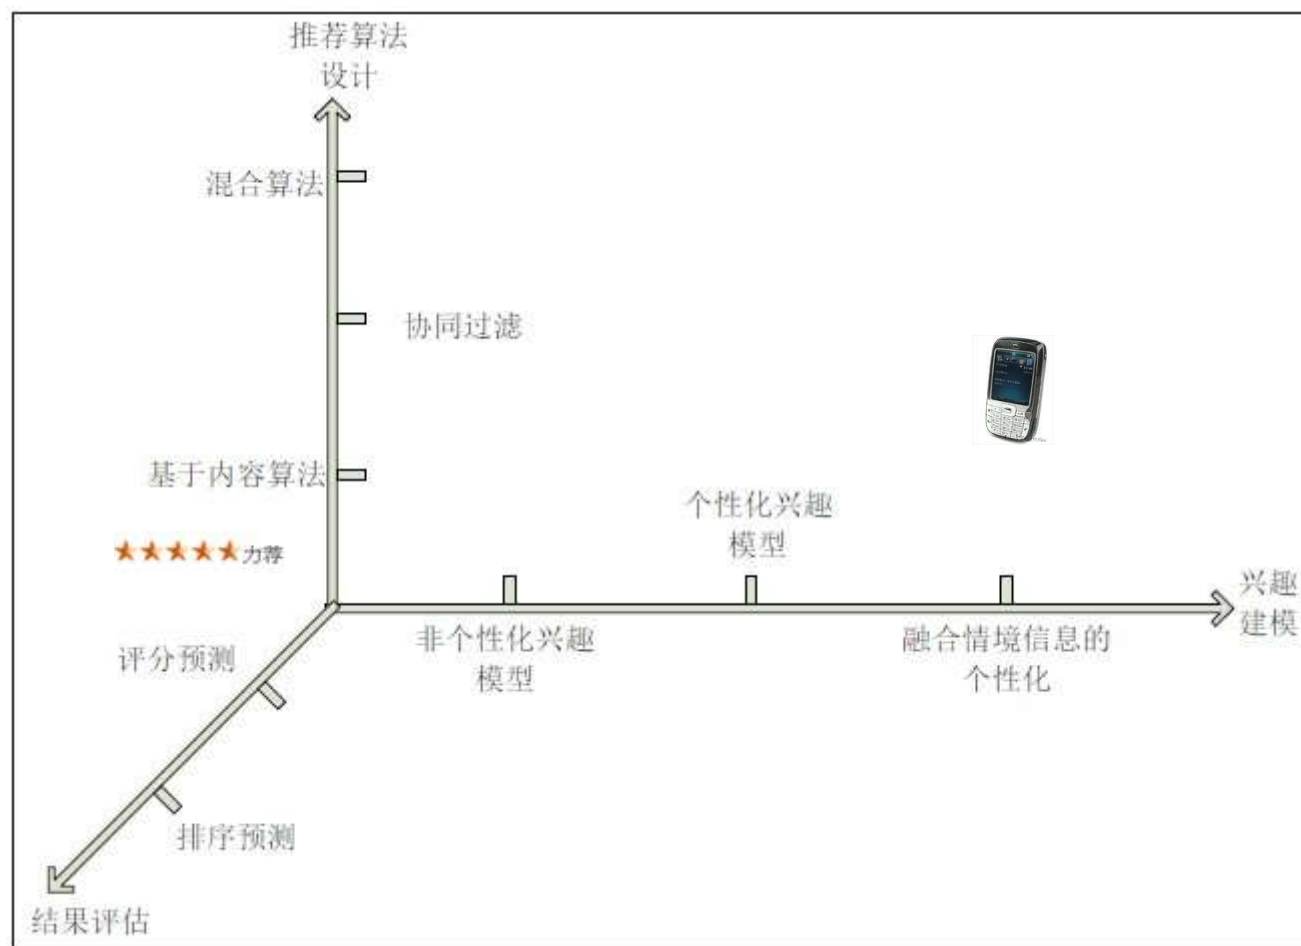 推荐算法
设计
混合算法
协同过滤
基于内容算法
力荐
个性化兴趣
模型
兴趣
建模
非个性化兴趣
模型
融合情境信息的
个性化
评分预测
排序预测
结果评估